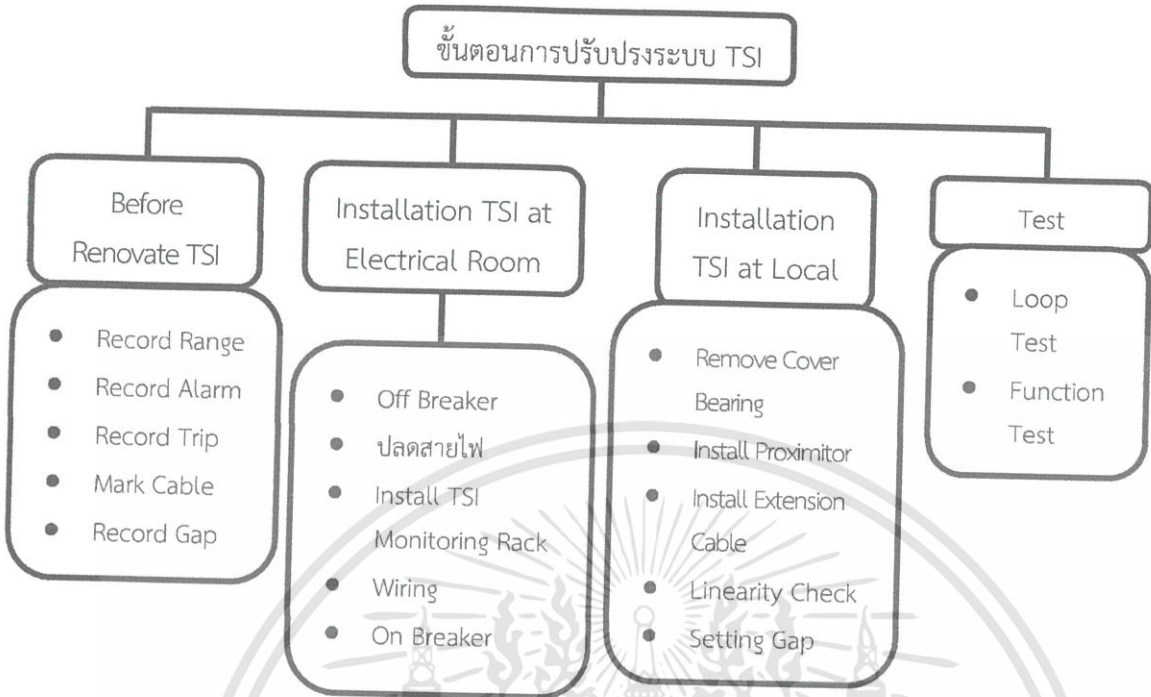 ขั้นตอนการปรับปรงระบบ TSI
Before
Renovate TSI
● Record Range
● Record Alarm
● Record Trip
● Mark Cable
● Record Gap
Installation TSI at
Electrical Room
● Off Breaker
● ปลดสายไฟ
● Install TSI
Monitoring Rack
● Wiring
● On Breaker
Installation
TSI at Local
● Remove Cover
Bearing
● Install Proximitor
● Install Extension
Cable
● Linearity Check
● Setting Gap
Test
● Loop
Test
● Function
Test